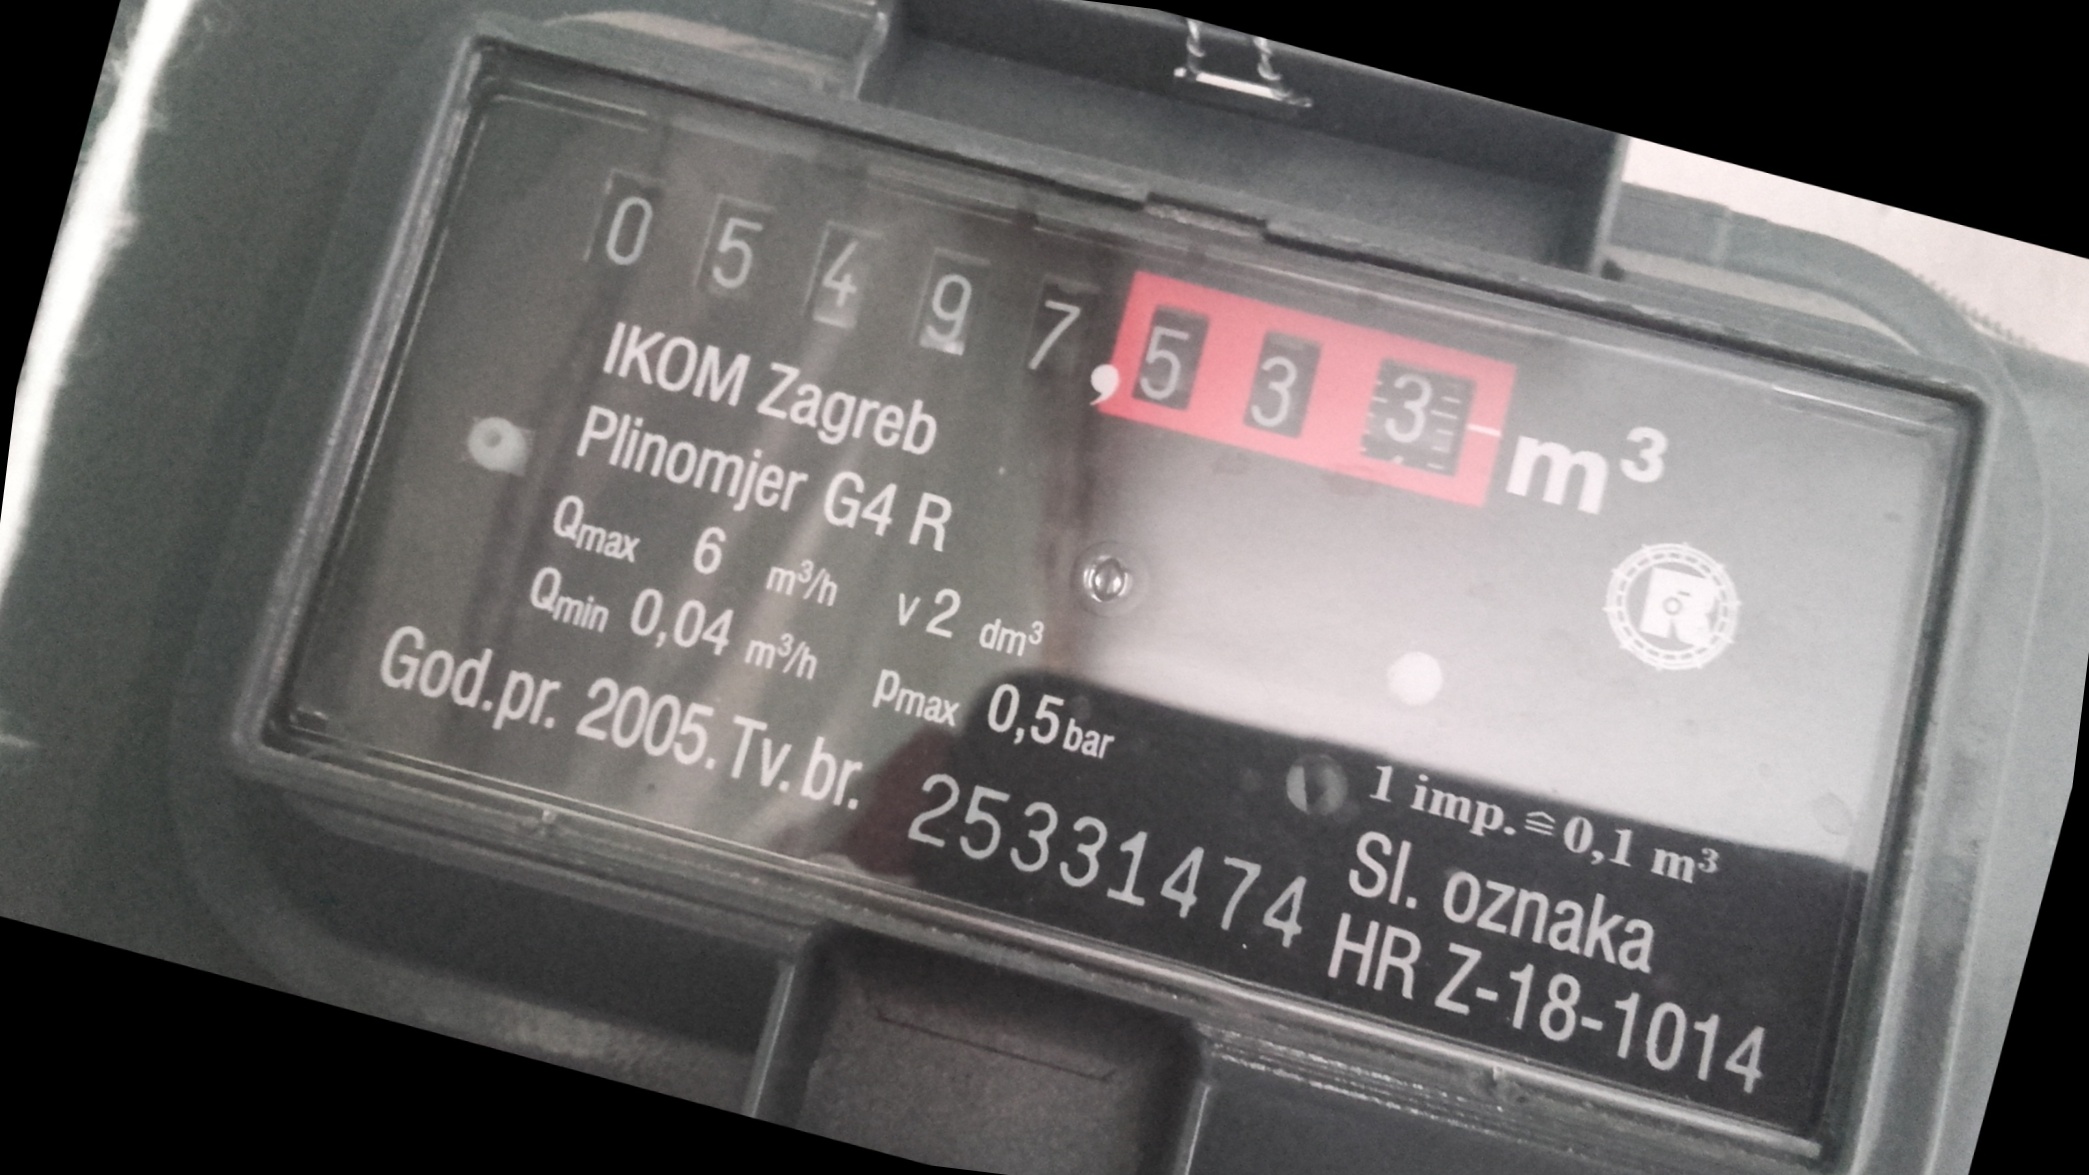 05497,533 m³
IKOM Zagreb
Plinomjer G4 R
Qmax 6 m³/h v 2 dm³
Qmin 0,04 m³/h pmax 0,5 bar
God.pr. 2005. Tv. br. 25331474
1 imp. ≙ 0,1 m³
Sl. oznaka
HR Z-18-1014
R